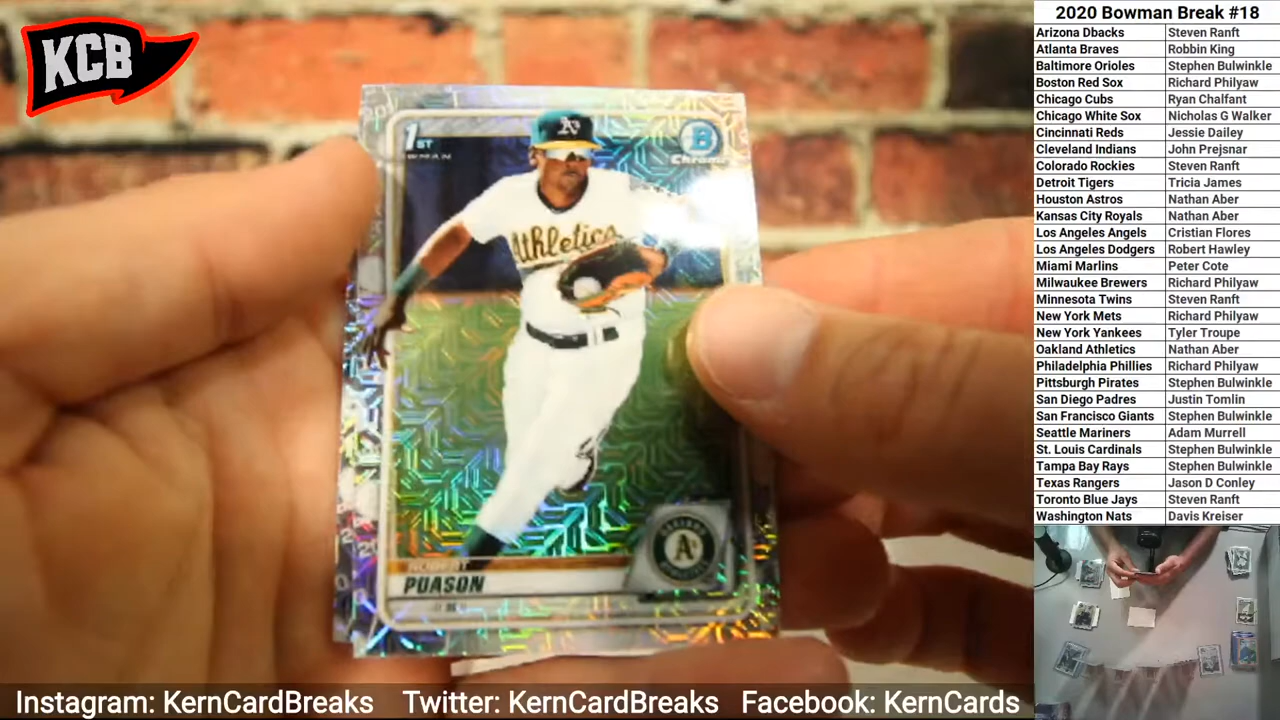 KCB
1ST
B
Chrome
Athletics
A
ROBERT
PUASON
2020 Bowman Break #18
Arizona Dbacks Steven Ranft
Atlanta Braves Robbin King
Baltimore Orioles Stephen Bulwinkle
Boston Red Sox Richard Philyaw
Chicago Cubs Ryan Chalfant
Chicago White Sox Nicholas G Walker
Cincinnati Reds Jessie Dailey
Cleveland Indians John Prejsnar
Colorado Rockies Steven Ranft
Detroit Tigers Tricia James
Houston Astros Nathan Aber
Kansas City Royals Nathan Aber
Los Angeles Angels Cristian Flores
Los Angeles Dodgers Robert Hawley
Miami Marlins Peter Cote
Milwaukee Brewers Richard Philyaw
Minnesota Twins Steven Ranft
New York Mets Richard Philyaw
New York Yankees Tyler Troupe
Oakland Athletics Nathan Aber
Philadelphia Phillies Richard Philyaw
Pittsburgh Pirates Stephen Bulwinkle
San Diego Padres Justin Tomlin
San Francisco Giants Stephen Bulwinkle
Seattle Mariners Adam Murrell
St. Louis Cardinals Stephen Bulwinkle
Tampa Bay Rays Stephen Bulwinkle
Texas Rangers Jason D Conley
Toronto Blue Jays Steven Ranft
Washington Nats Davis Kreiser
Instagram: KernCardBreaks Twitter: KernCardBreaks Facebook: KernCards